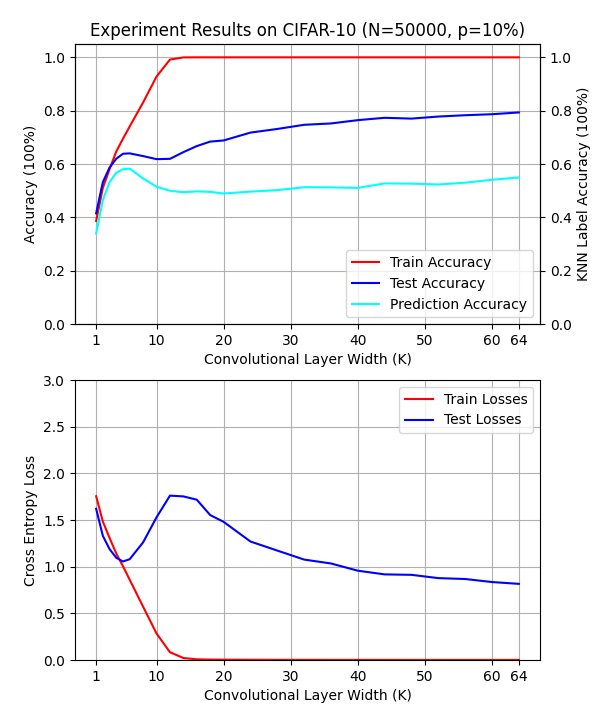 Experiment Results on CIFAR-10 (N=50000, p=10%)
1.0
0.8
0.6
0.4
0.2
0.0
Accuracy (100%)
1.0
0.8
0.6
0.4
0.2
0.0
KNN Label Accuracy (100%)
Train Accuracy
Test Accuracy
Prediction Accuracy
1 10 20 30 40 50 60 64
Convolutional Layer Width (K)
3.0
2.5
2.0
1.5
1.0
0.5
0.0
Cross Entropy Loss
Train Losses
Test Losses
1 10 20 30 40 50 60 64
Convolutional Layer Width (K)